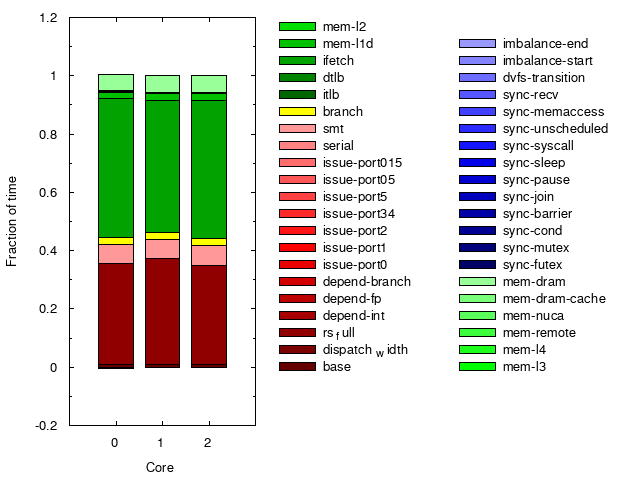 1.2
1
0.8
0.6
0.4
0.2
0
-0.2
Fraction of time
0 1 2
Core
mem-l2
mem-l1d
ifetch
dtlb
itlb
branch
smt
serial
issue-port015
issue-port05
issue-port5
issue-port34
issue-port2
issue-port1
issue-port0
depend-branch
depend-fp
depend-int
rsfull
dispatchwidth
base
imbalance-end
imbalance-start
dvfs-transition
sync-recv
sync-memaccess
sync-unscheduled
sync-syscall
sync-sleep
sync-pause
sync-join
sync-barrier
sync-cond
sync-mutex
sync-futex
mem-dram
mem-dram-cache
mem-nuca
mem-remote
mem-l4
mem-l3